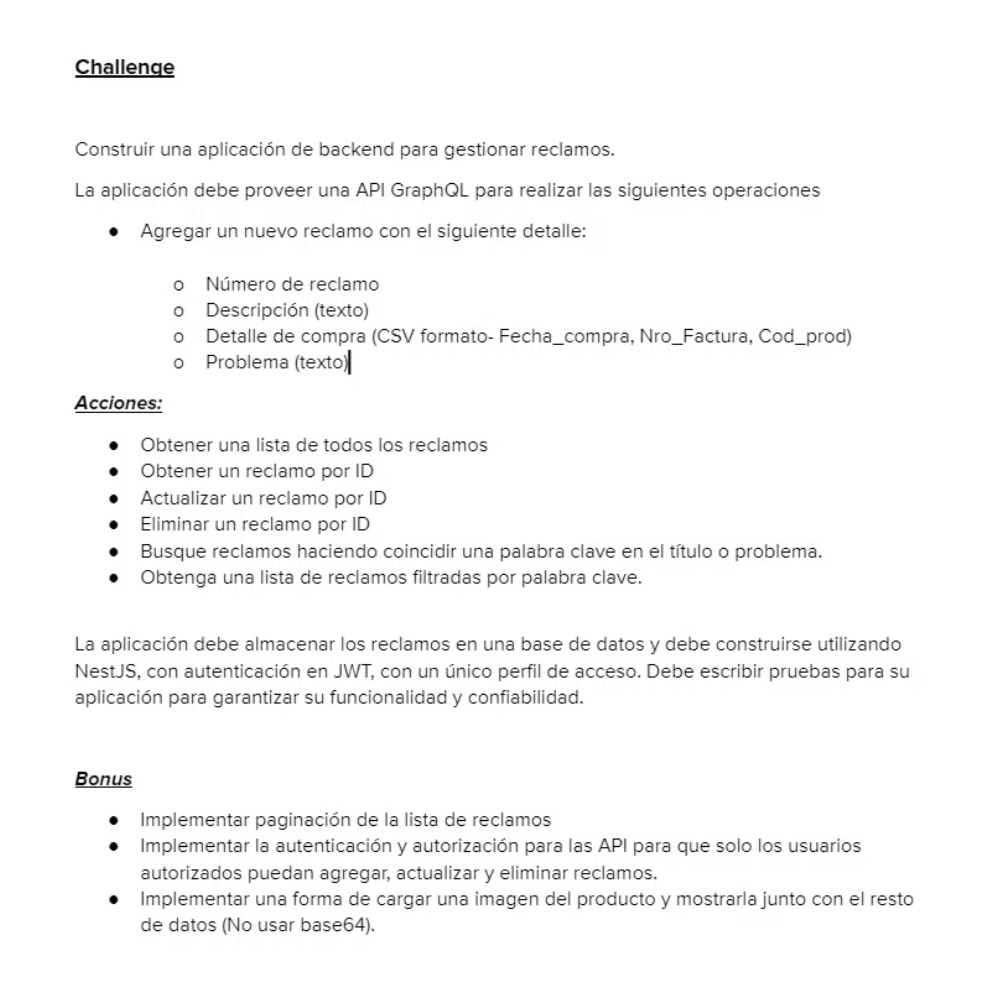 Challenge
Construir una aplicación de backend para gestionar reclamos.
La aplicación debe proveer una API GraphQL para realizar las siguientes operaciones
● Agregar un nuevo reclamo con el siguiente detalle:
o Número de reclamo
o Descripción (texto)
o Detalle de compra (CSV formato- Fecha_compra, Nro_Factura, Cod_prod)
o Problema (texto)
Acciones:
● Obtener una lista de todos los reclamos
● Obtener un reclamo por ID
● Actualizar un reclamo por ID
● Eliminar un reclamo por ID
● Busque reclamos haciendo coincidir una palabra clave en el título o problema.
● Obtenga una lista de reclamos filtradas por palabra clave.
La aplicación debe almacenar los reclamos en una base de datos y debe construirse utilizando
NestJS, con autenticación en JWT, con un único perfil de acceso. Debe escribir pruebas para su
aplicación para garantizar su funcionalidad y confiabilidad.
Bonus
● Implementar paginación de la lista de reclamos
● Implementar la autenticación y autorización para las API para que solo los usuarios
autorizados puedan agregar, actualizar y eliminar reclamos.
● Implementar una forma de cargar una imagen del producto y mostrarla junto con el resto
de datos (No usar base64).